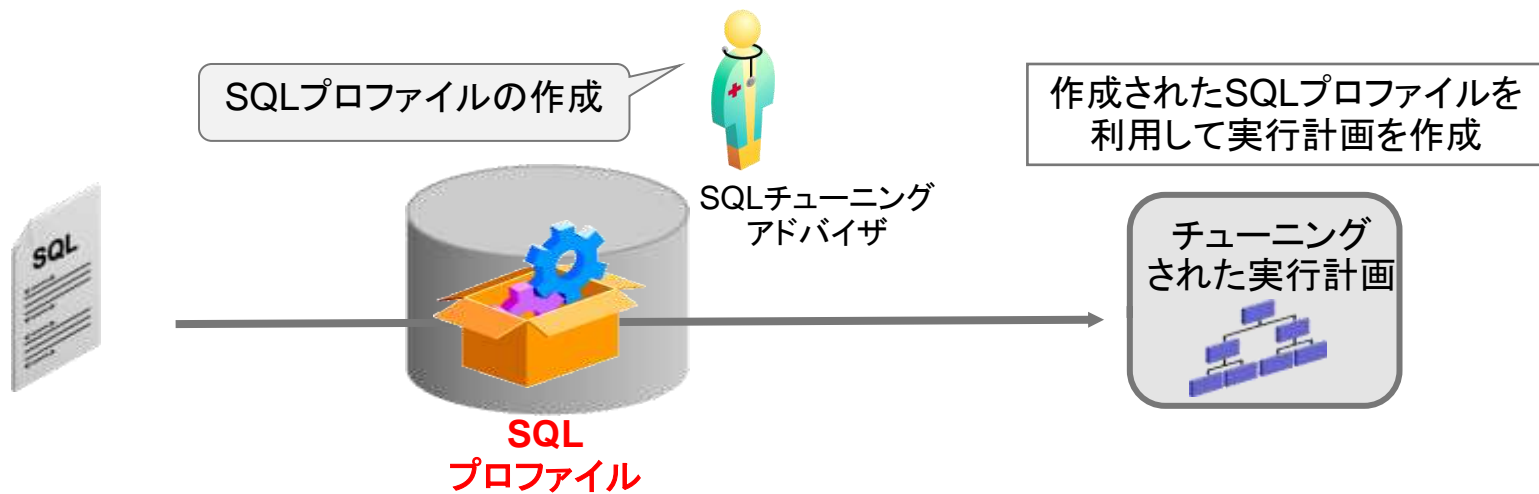 SQLプロファイルの作成
作成されたSQLプロファイルを
利用して実行計画を作成
SQLチューニング
アドバイザ
チューニング
された実行計画
SQL
SQL
プロファイル